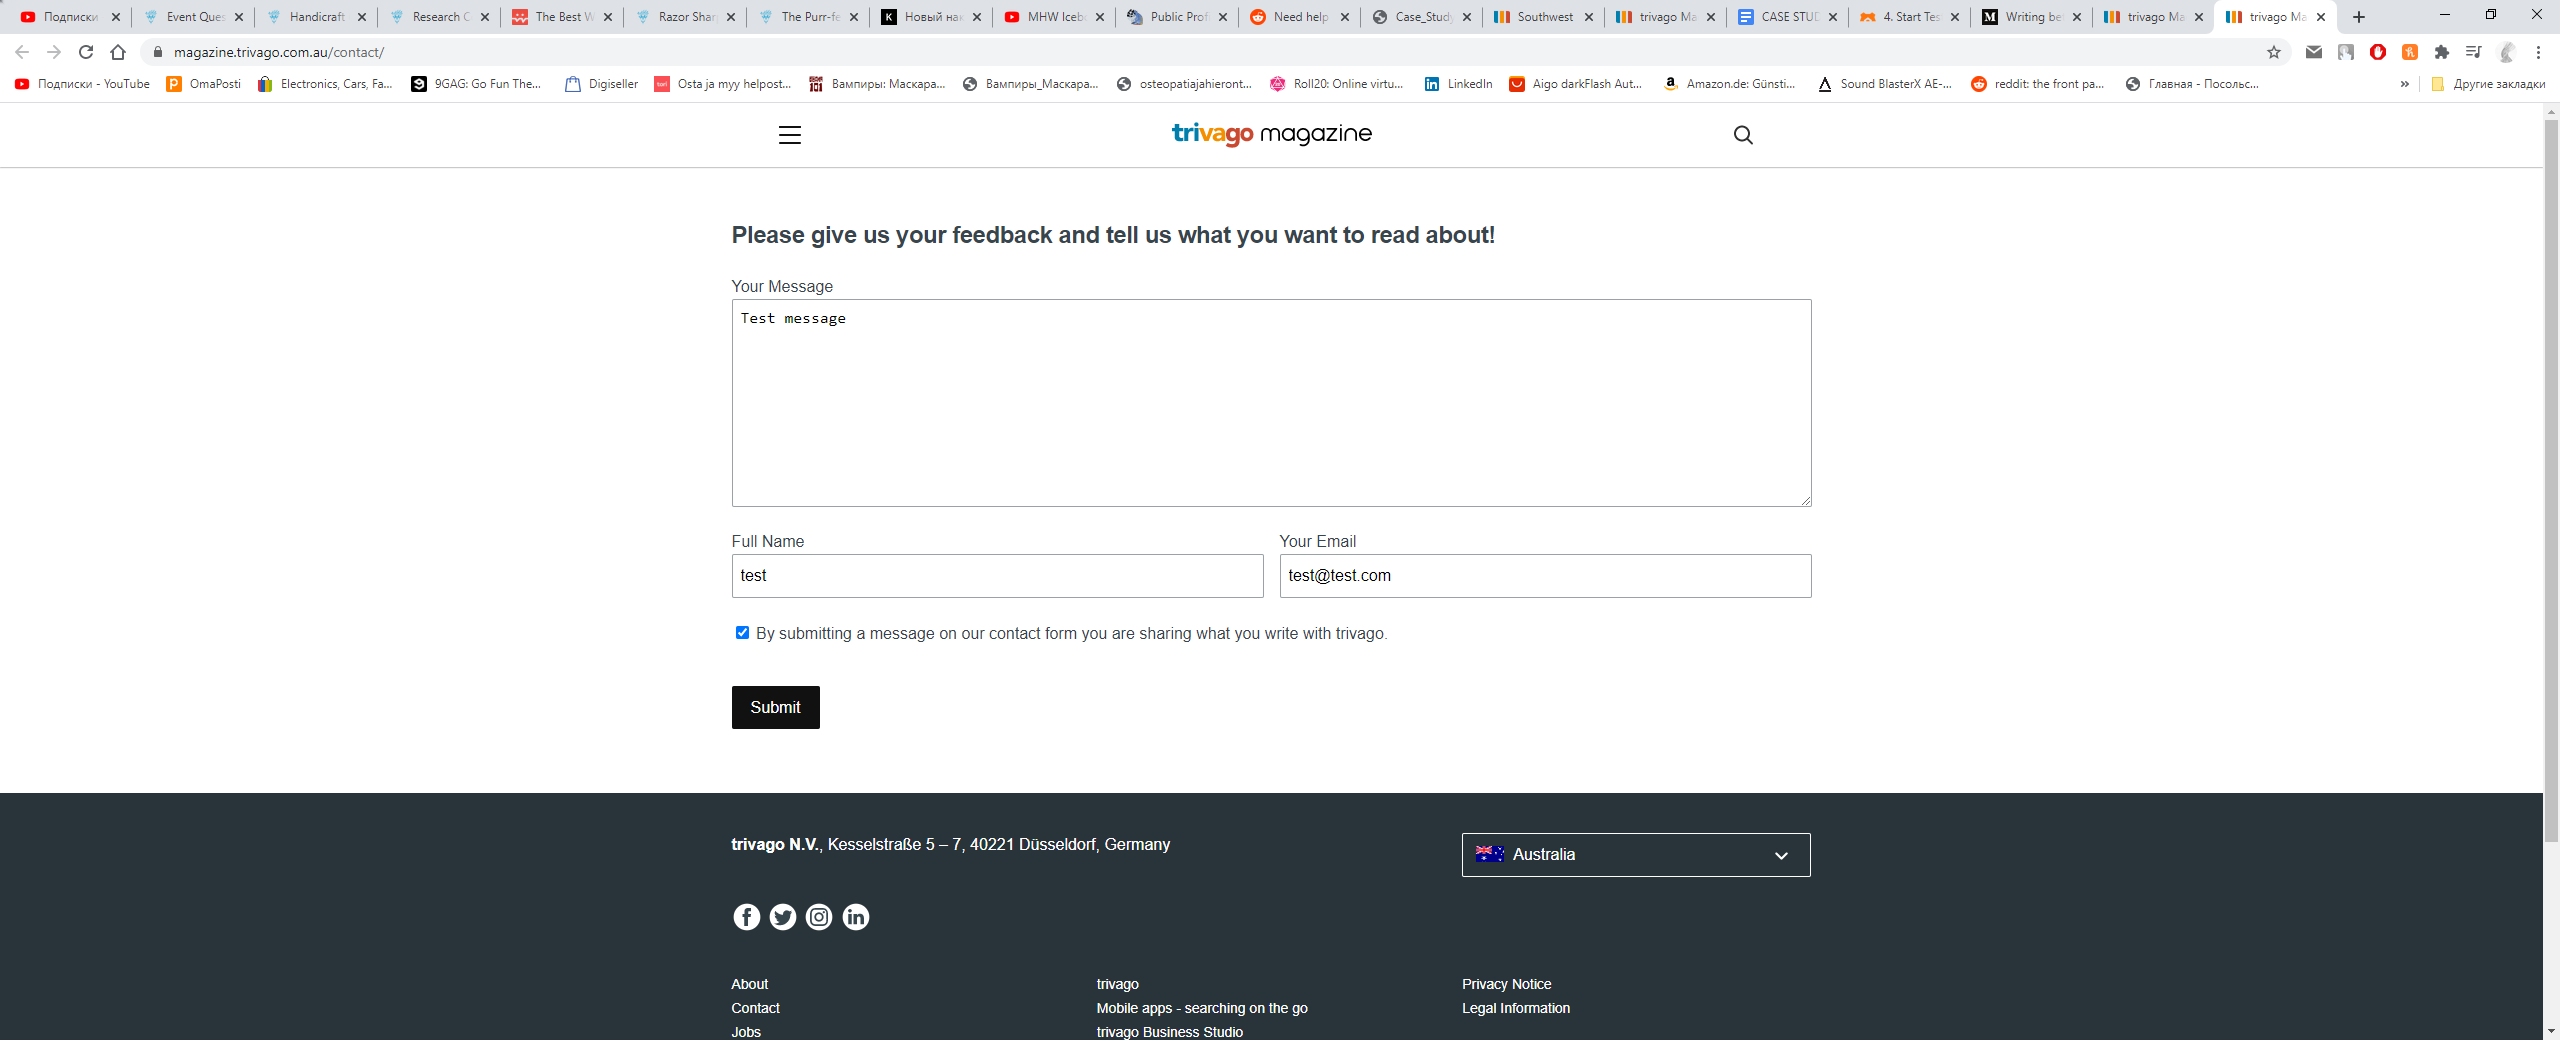 Подписки
Event Ques
Handicraft
Research C
The Best W
Razor Shar
The Purr-fe
Новый нак
MHW Icebo
Public Profi
Need help
Case_Study
Southwest
trivago Ma
CASE STUD
4. Start Tes
Writing bet
trivago Ma
trivago Ma
magazine.trivago.com.au/contact/
Подписки - YouTube
OmaPosti
Electronics, Cars, Fa...
9GAG: Go Fun The...
Digiseller
Osta ja myy helpost...
Вампиры: Маскара...
Вампиры_Маскара...
osteopatiajahieront...
Roll20: Online virtu...
LinkedIn
Aigo darkFlash Aut...
Amazon.de: Günsti...
Sound BlasterX AE-...
reddit: the front pa...
Главная - Посольс...
»
Другие закладки
trivago magazine
Please give us your feedback and tell us what you want to read about!
Your Message
Test message
Full Name
Your Email
test
test@test.com
By submitting a message on our contact form you are sharing what you write with trivago.
Submit
trivago N.V., Kesselstraße 5 – 7, 40221 Düsseldorf, Germany
Australia
About
trivago
Privacy Notice
Contact
Mobile apps - searching on the go
Legal Information
Jobs
trivago Business Studio